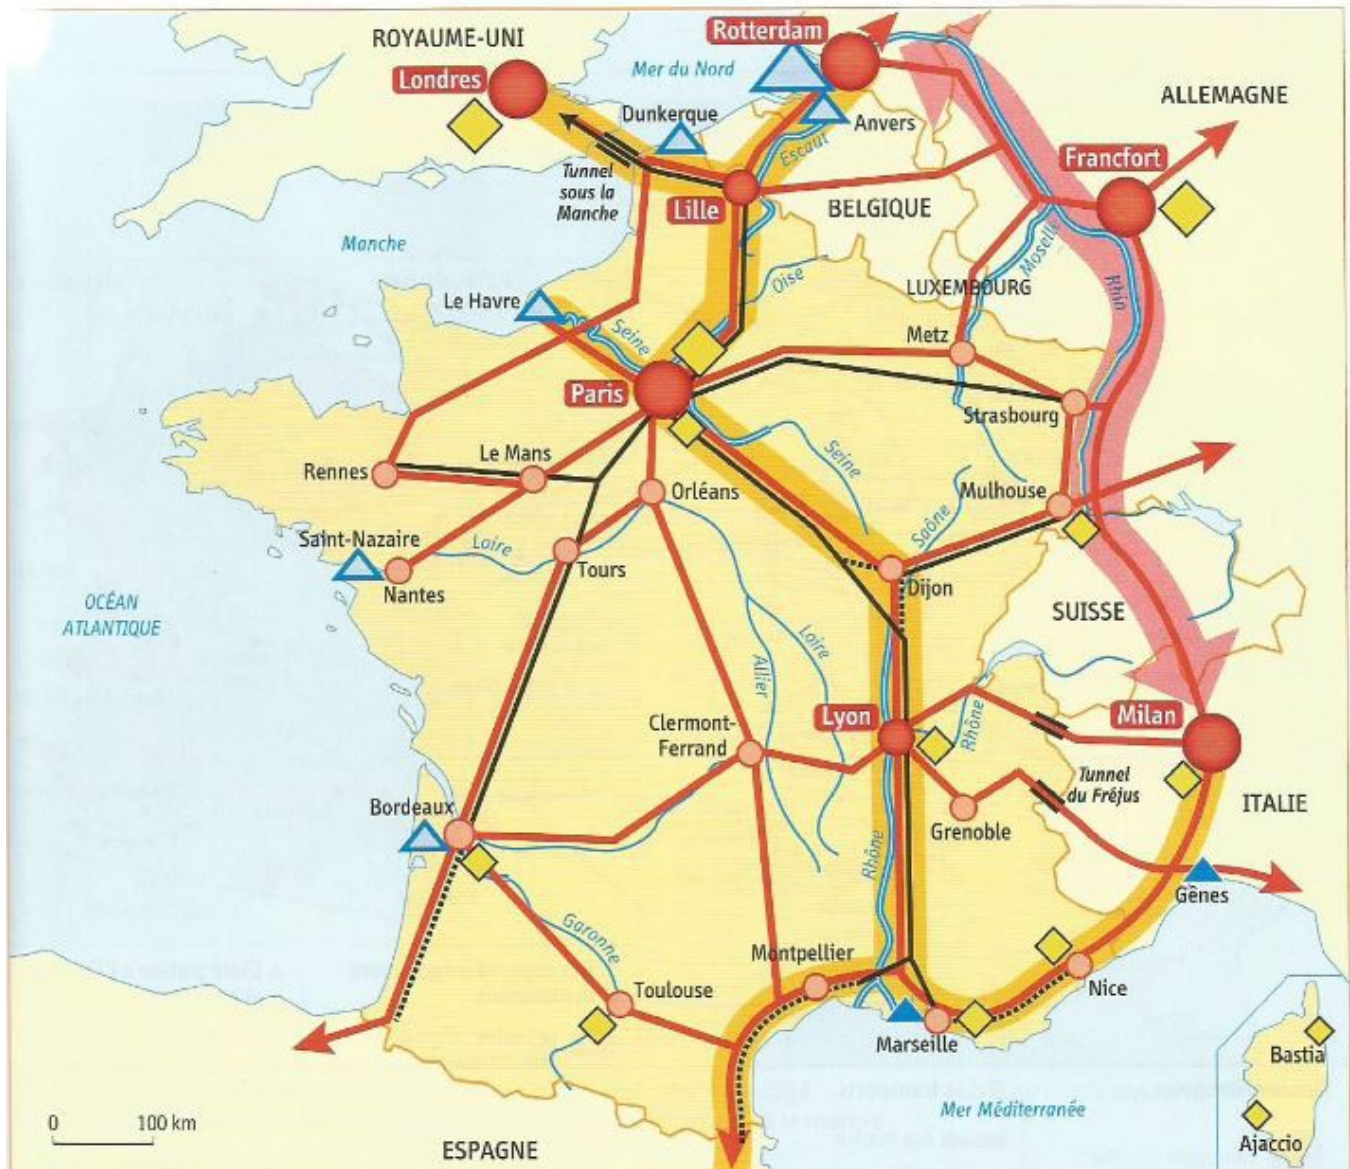 ROYAUME-UNI
Londres
Mer du Nord
Rotterdam
Dunkerque
Anvers
Escaut
ALLEMAGNE
Francfort
Tunnel
sous la
Manche
Lille
BELGIQUE
Manche
Oise
LUXEMBOURG
Moselle
Rhin
Le Havre
Seine
Metz
Paris
Strasbourg
Seine
Le Mans
Rennes
Orléans
Mulhouse
Saône
Saint-Nazaire
Loire
Tours
Nantes
Dijon
OCÉAN
ATLANTIQUE
SUISSE
Loire
Allier
Clermont-
Ferrand
Lyon
Rhône
Milan
Tunnel
du Fréjus
ITALIE
Bordeaux
Grenoble
Rhône
Gênes
Garonne
Montpellier
Toulouse
Nice
Marseille
Bastia
0 100 km
Mer Méditerranée
Ajaccio
ESPAGNE